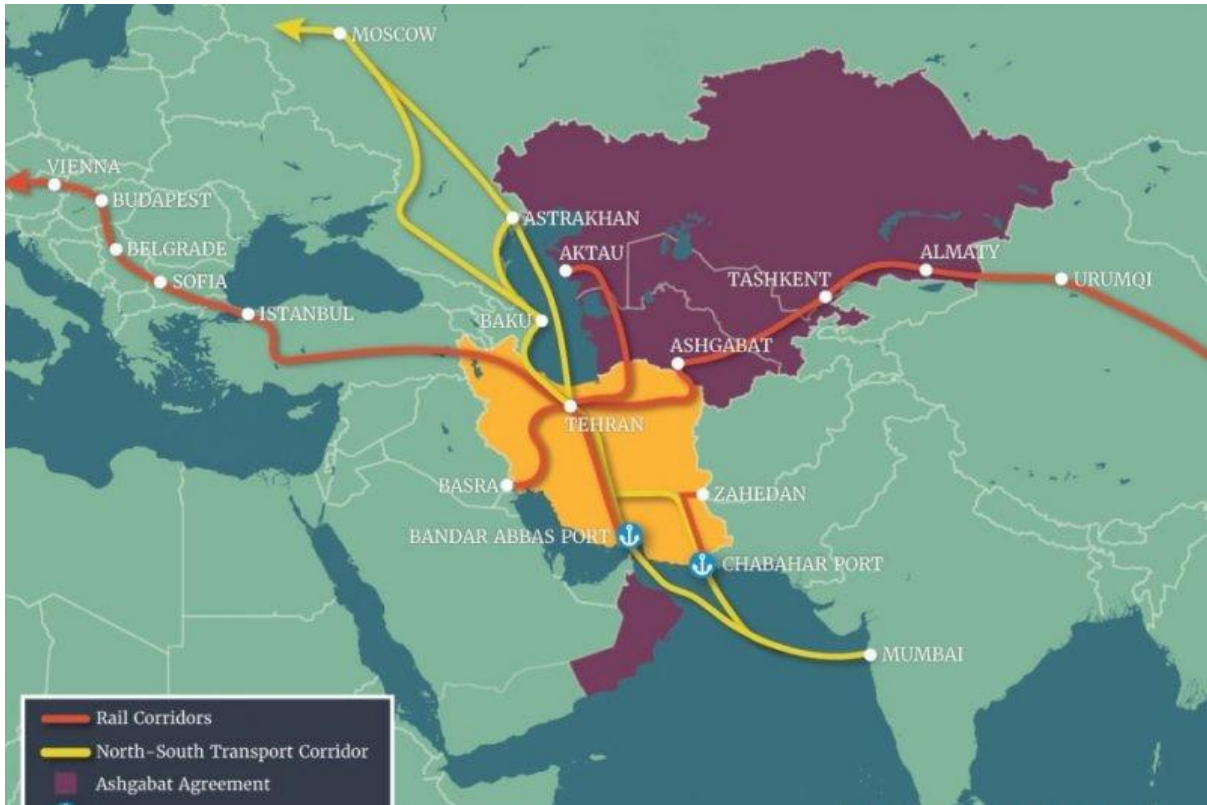 MOSCOW
VIENNA
BUDAPEST
BELGRADE
SOFIA
ISTANBUL
ASTRAKHAN
AKTAU
BAKU
TASHKENT
ALMATY
URUMQI
ASHGABAT
TEHRAN
BASRA
ZAHEDAN
BANDAR ABBAS PORT
CHABAHAR PORT
MUMBAI
Rail Corridors
North-South Transport Corridor
Ashgabat Agreement